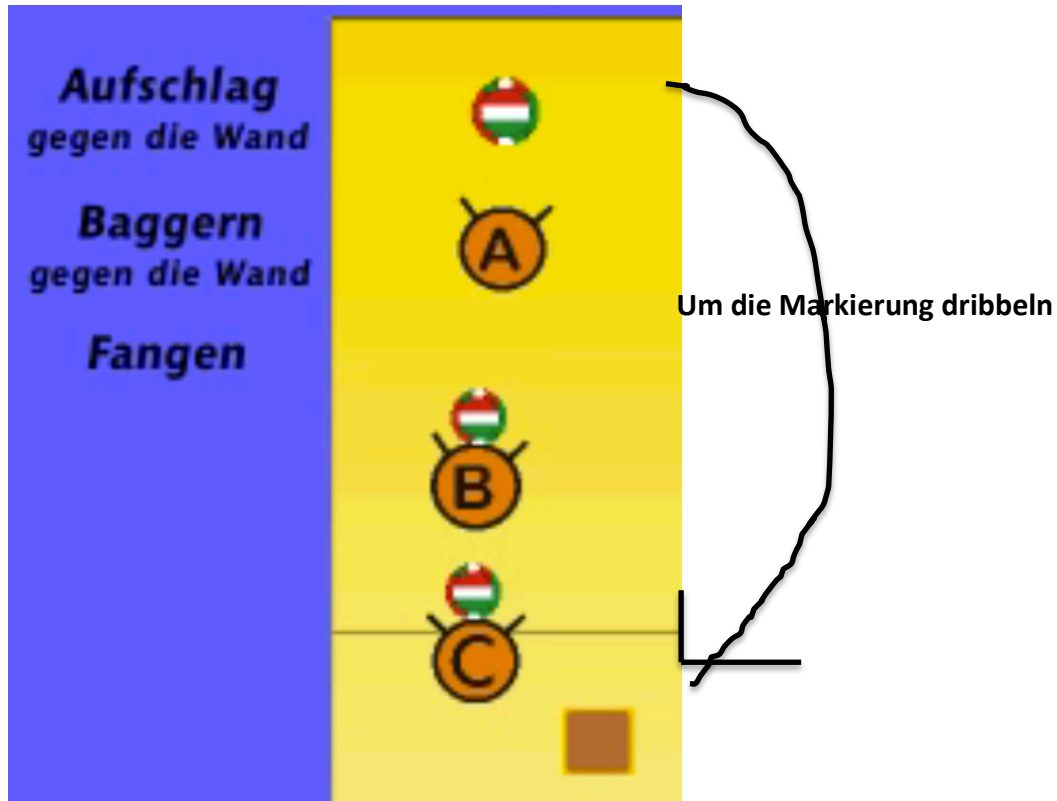 Aufschlag
gegen die Wand
Baggern
gegen die Wand
Fangen
A
Um die Markierung dribbeln
B
C